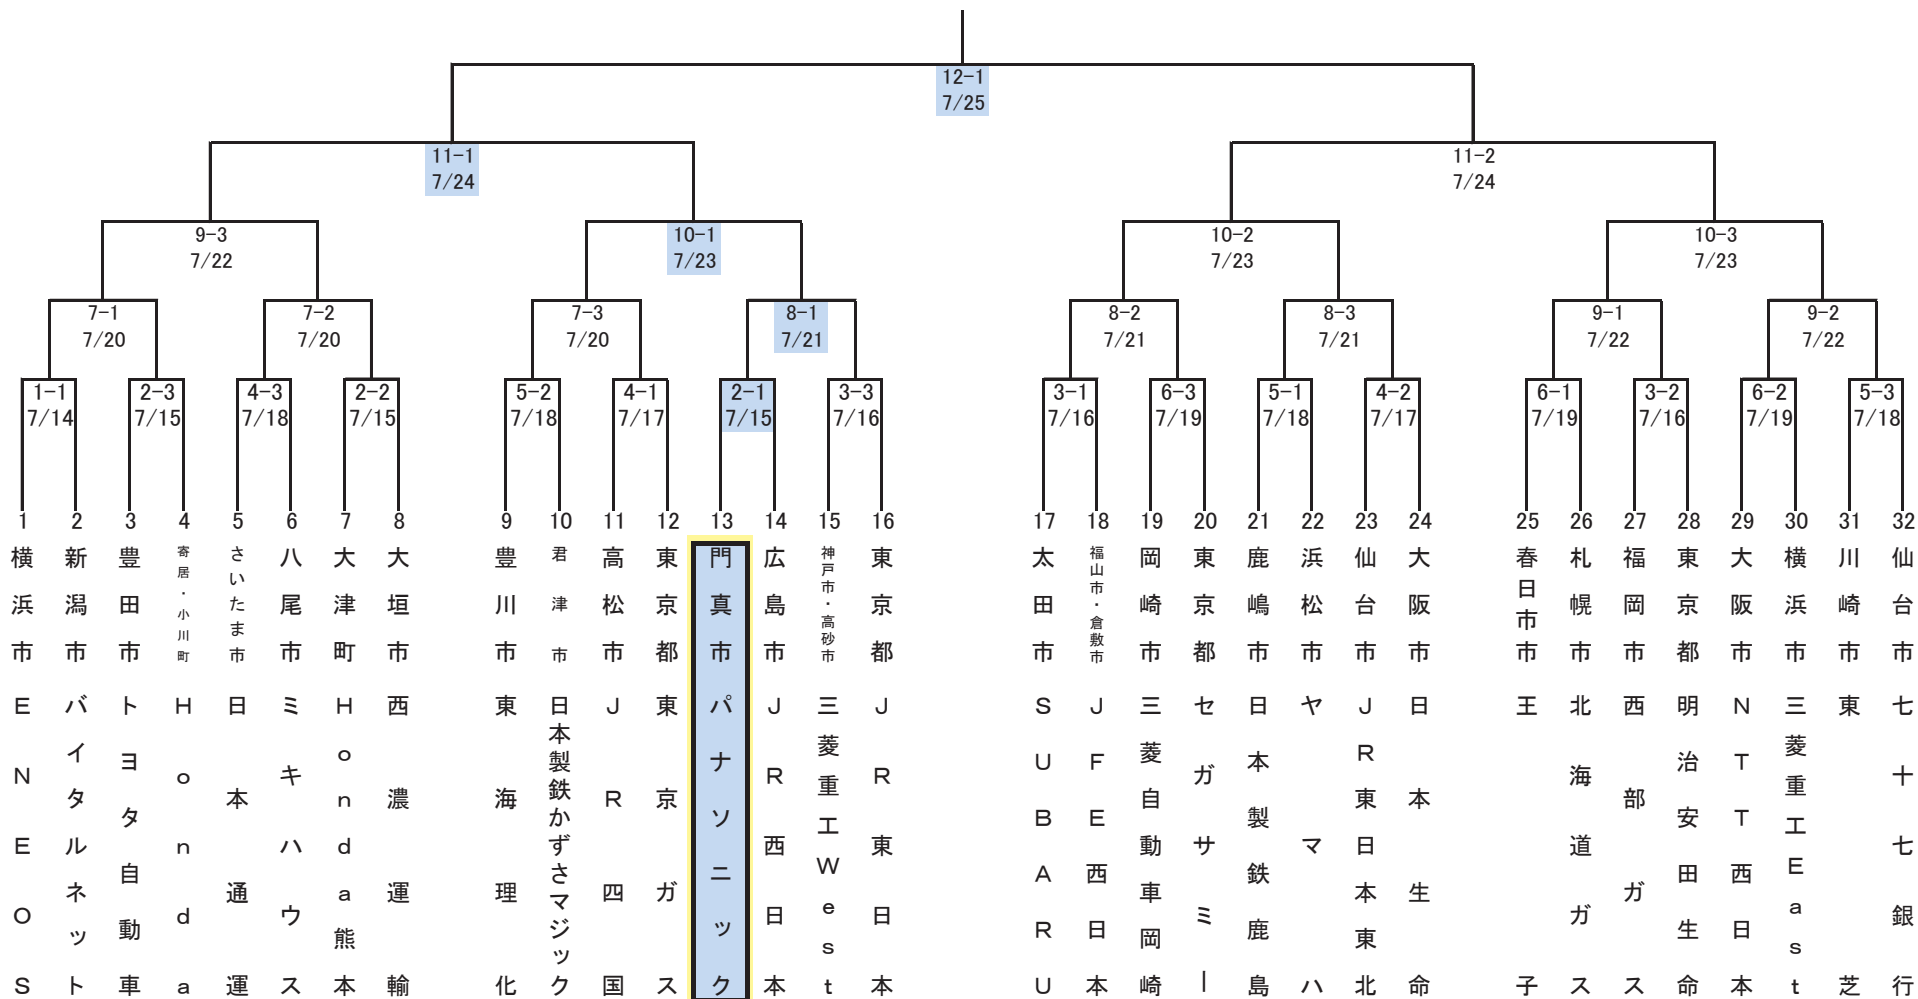 12-1
7/25
11-1
7/24
11-2
7/24
9-3
7/22
10-1
7/23
10-2
7/23
10-3
7/23
7-1
7/20
7-2
7/20
7-3
7/20
8-1
7/21
8-2
7/21
8-3
7/21
9-1
7/22
9-2
7/22
1-1
7/14
2-3
7/15
4-3
7/18
2-2
7/15
5-2
7/18
4-1
7/17
2-1
7/15
3-3
7/16
3-1
7/16
6-3
7/19
5-1
7/18
4-2
7/17
6-1
7/19
3-2
7/16
6-2
7/19
5-3
7/18
1
横浜市
ENEOS
2
新潟市
バイタルネット
3
豊田市
トヨタ自動車
4
寄居・小川町
Honda
5
さいたま市
日本通運
6
八尾市
ミキハウス
7
大津町
Honda熊本
8
大垣市
西濃運輸
9
豊川市
東海理化
10
君津市
日本製鉄かずさマジック
11
高松市
JR四国
12
東京都
東京ガス
13
門真市
パナソニック
14
広島市
JR西日本
15
神戸市・高砂市
三菱重工West
16
東京都
JR東日本
17
太田市
SUBARU
18
福山市・倉敷市
JFE西日本
19
岡崎市
三菱自動車岡崎
20
東京都
セガサミー
21
鹿嶋市
日本製鉄鹿島
22
浜松市
ヤマハ
23
仙台市
JR東日本東北
24
大阪市
日本生命
25
春日市市
王子
26
札幌市
北海道ガス
27
福岡市
西部ガス
28
東京都
明治安田生命
29
大阪市
NTT西日本
30
横浜市
三菱重工East
31
川崎市
東芝
32
仙台市
七十七銀行